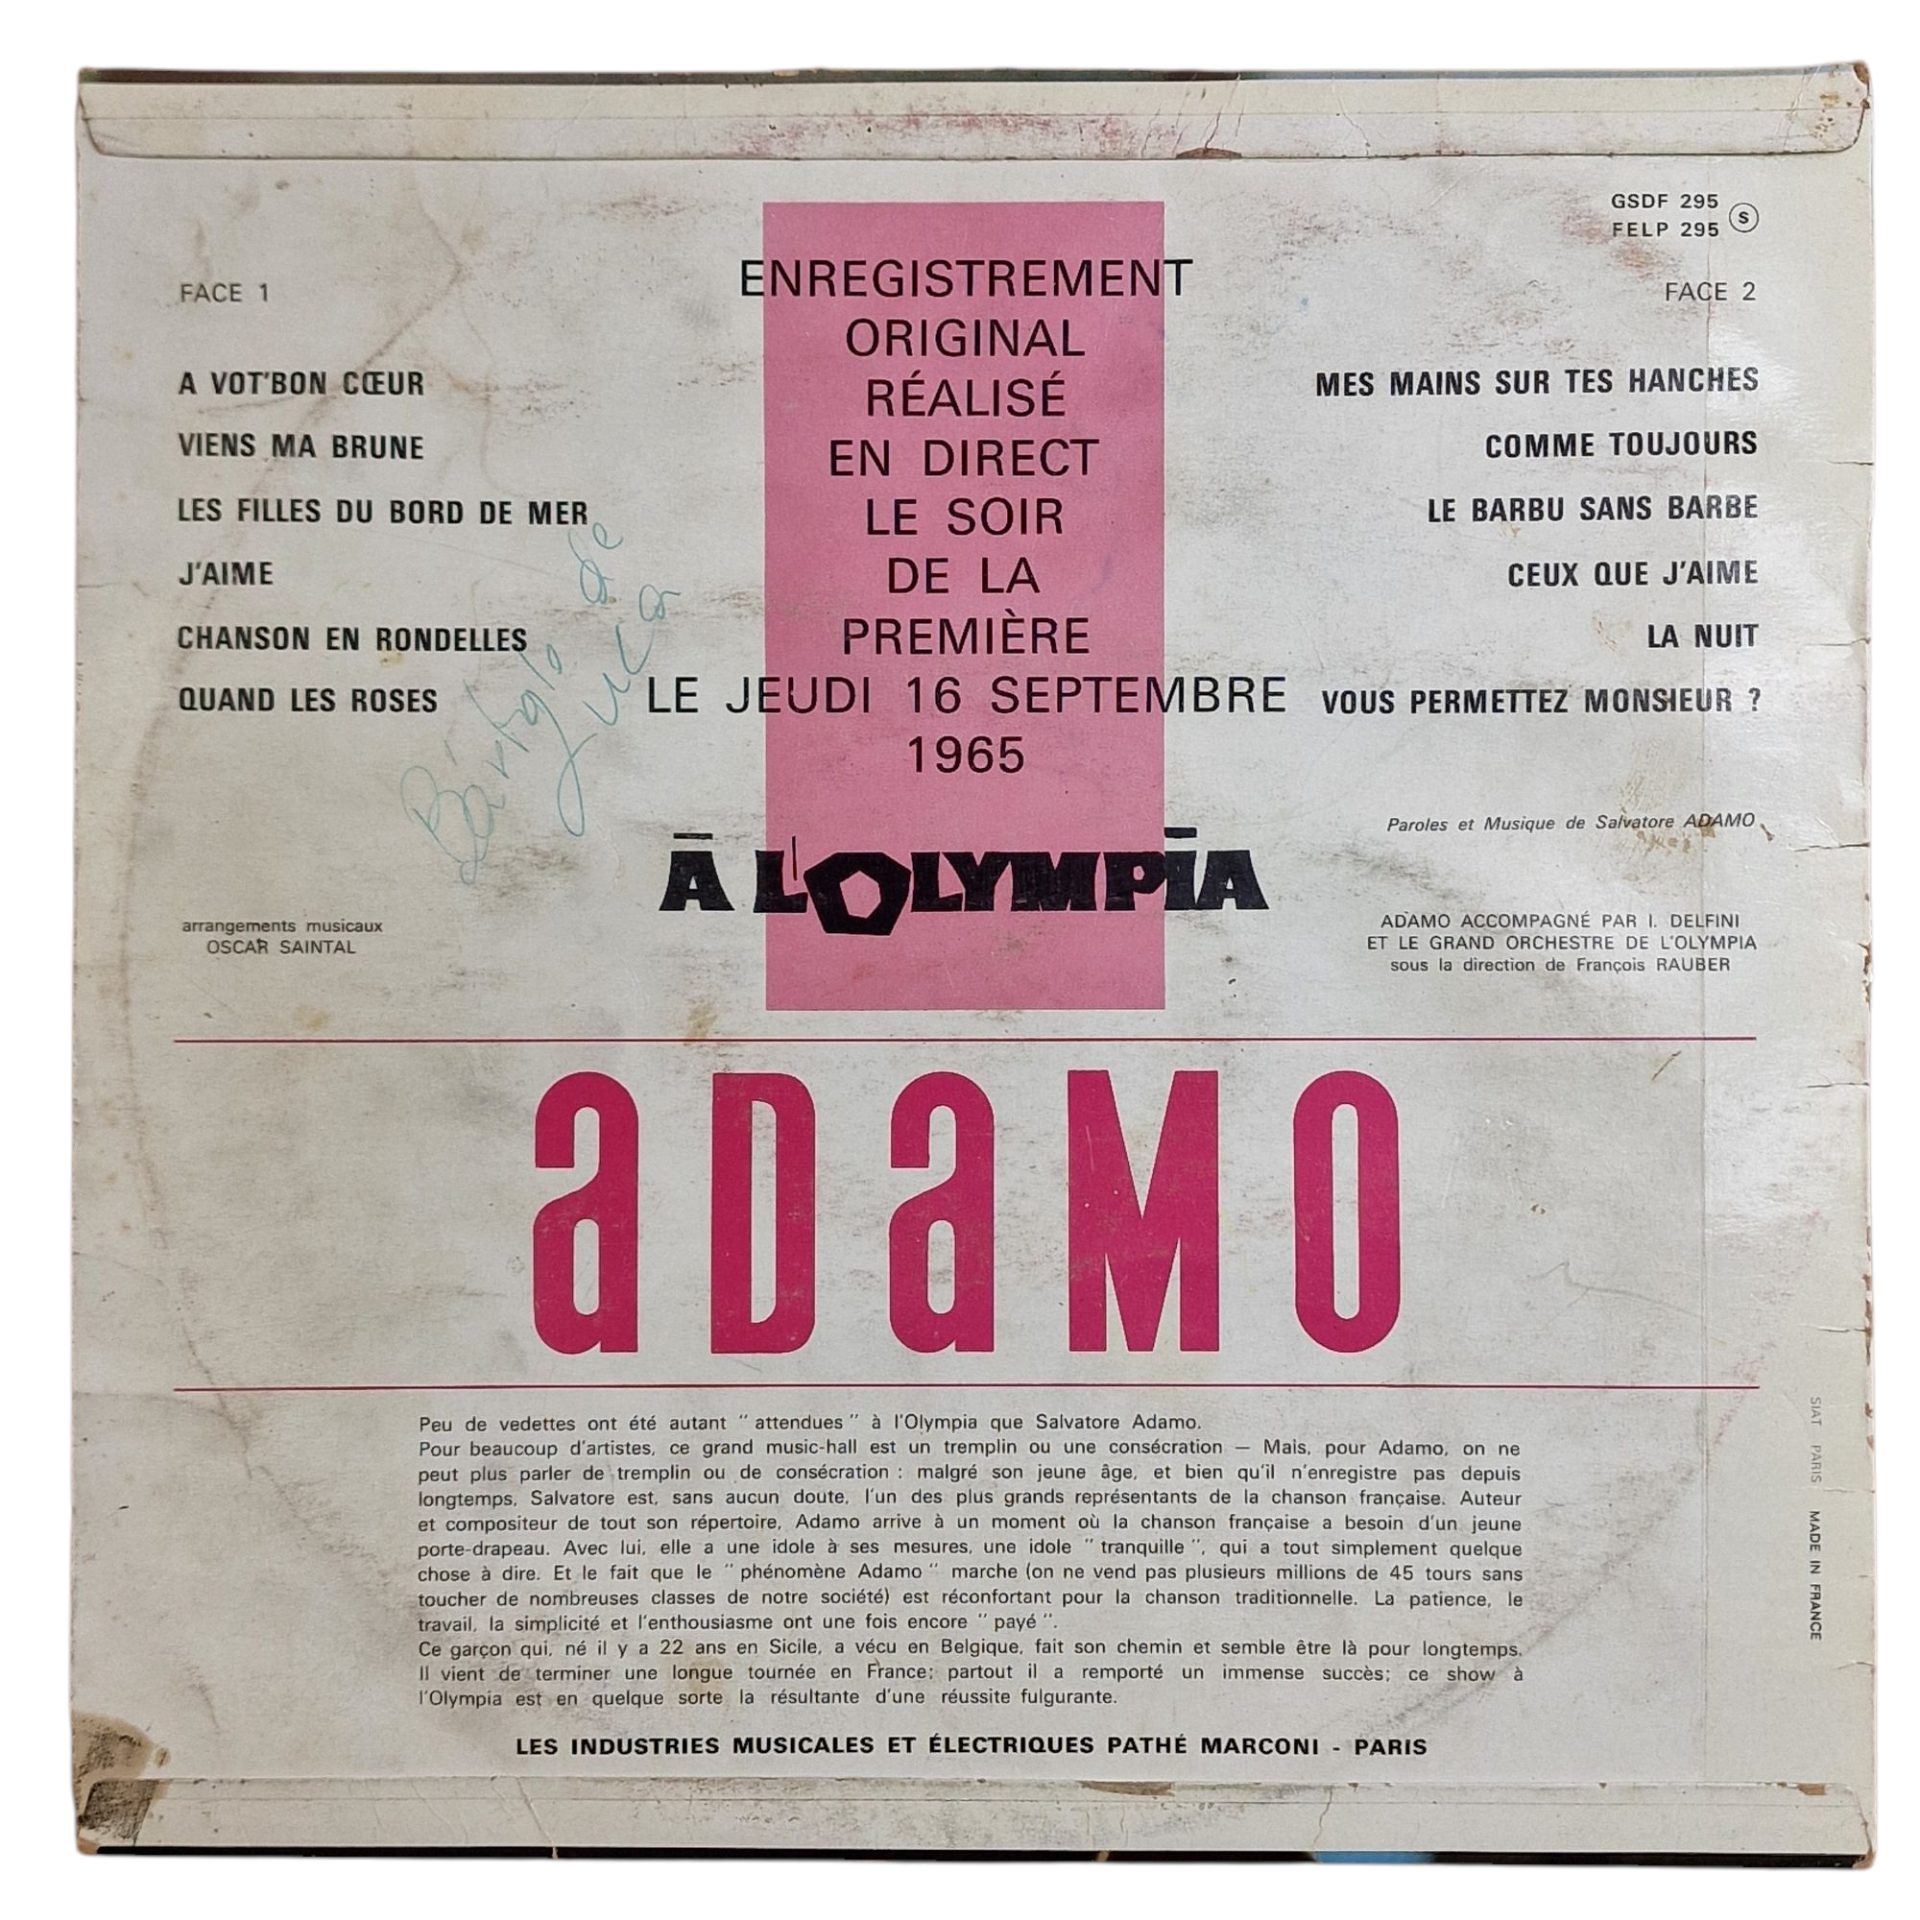 GSDF 295
FELP 295 S
FACE 1
A VOT'BON CŒUR
VIENS MA BRUNE
LES FILLES DU BORD DE MER
J'AIME
CHANSON EN RONDELLES
QUAND LES ROSES
ENREGISTREMENT
ORIGINAL
RÉALISÉ
EN DIRECT
LE SOIR
DE LA
PREMIÈRE
LE JEUDI 16 SEPTEMBRE
1965
A L'OLYMPIA
FACE 2
MES MAINS SUR TES HANCHES
COMME TOUJOURS
LE BARBU SANS BARBE
CEUX QUE J'AIME
LA NUIT
VOUS PERMETTEZ MONSIEUR ?
Paroles et Musique de Salvatore ADAMO
arrangements musicaux
OSCAR SAINTAL
ADAMO ACCOMPAGNÉ PAR I. DELFINI
ET LE GRAND ORCHESTRE DE L'OLYMPIA
sous la direction de François RAUBER
aDaMO
Peu de vedettes ont été autant "attendues" à l'Olympia que Salvatore Adamo.
Pour beaucoup d'artistes, ce grand music-hall est un tremplin ou une consécration — Mais, pour Adamo, on ne
peut plus parler de tremplin ou de consécration : malgré son jeune âge, et bien qu'il n'enregistre pas depuis
longtemps, Salvatore est, sans aucun doute, l'un des plus grands représentants de la chanson française. Auteur
et compositeur de tout son répertoire, Adamo arrive à un moment où la chanson française a besoin d'un jeune
porte-drapeau. Avec lui, elle a une idole à ses mesures, une idole "tranquille", qui a tout simplement quelque
chose à dire. Et le fait que le "phénomène Adamo" marche (on ne vend pas plusieurs millions de 45 tours sans
toucher de nombreuses classes de notre société) est réconfortant pour la chanson traditionnelle. La patience, le
travail, la simplicité et l'enthousiasme ont une fois encore "payé".
Ce garçon qui, né il y a 22 ans en Sicile, a vécu en Belgique, fait son chemin et semble être là pour longtemps.
Il vient de terminer une longue tournée en France; partout il a remporté un immense succès; ce show à
l'Olympia est en quelque sorte la résultante d'une réussite fulgurante.
LES INDUSTRIES MUSICALES ET ÉLECTRIQUES PATHÉ MARCONI - PARIS
SIAT PARIS MADE IN FRANCE